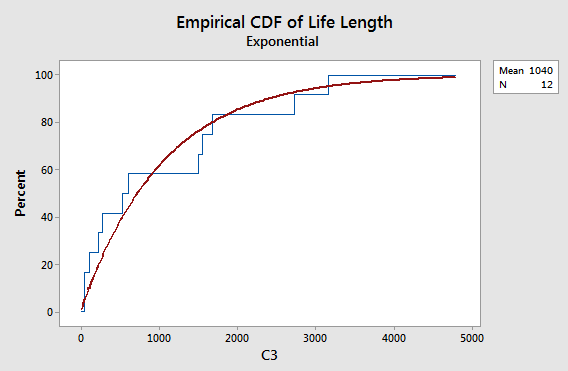 Empirical CDF of Life Length
Exponential
Mean 1040
N 12
Percent
100
80
60
40
20
0
0 1000 2000 3000 4000 5000
C3